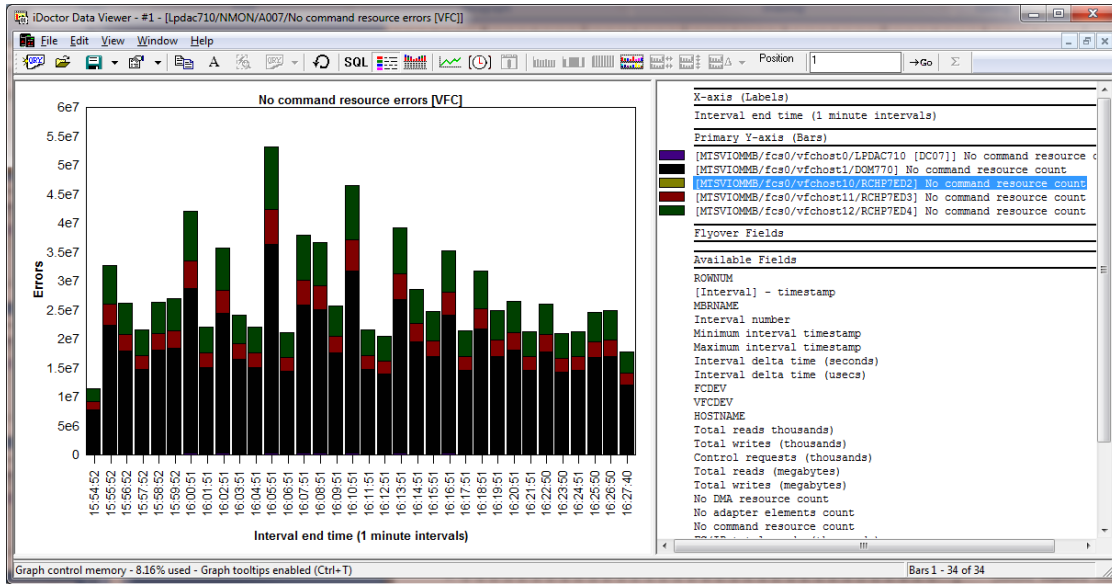 iDoctor Data Viewer - #1 - [Lpdac710/NMON/A007/No command resource errors [VFC]]
File Edit View Window Help
QRY A QRY SQL Position 1 Go Σ
No command resource errors [VFC]
6e7
5.5e7
5e7
4.5e7
4e7
3.5e7
3e7
2.5e7
2e7
1.5e7
1e7
5e6
0
Errors
15:54:52
15:55:52
15:56:52
15:57:52
15:58:52
15:59:52
16:00:51
16:01:51
16:02:51
16:03:51
16:04:51
16:05:51
16:06:51
16:07:51
16:08:51
16:09:51
16:10:51
16:11:51
16:12:51
16:13:51
16:14:51
16:15:51
16:16:51
16:17:51
16:18:51
16:19:51
16:20:51
16:21:51
16:22:50
16:23:50
16:24:51
16:25:50
16:26:50
16:27:40
Interval end time (1 minute intervals)
X-axis (Labels)
Interval end time (1 minute intervals)
Primary Y-axis (Bars)
[MTSVIOMMB/fcs0/vfchost0/LPDAC710 [DC07]] No command resource c
[MTSVIOMMB/fcs0/vfchost1/DOM770] No command resource count
[MTSVIOMMB/fcs0/vfchost10/RCHP7ED2] No command resource count
[MTSVIOMMB/fcs0/vfchost11/RCHP7ED3] No command resource count
[MTSVIOMMB/fcs0/vfchost12/RCHP7ED4] No command resource count
Flyover Fields
Available Fields
ROWNUM
[Interval] - timestamp
MBRNAME
Interval number
Minimum interval timestamp
Maximum interval timestamp
Interval delta time (seconds)
Interval delta time (usecs)
FCDEV
VFCDEV
HOSTNAME
Total reads thousands)
Total writes (thousands)
Control requests (thousands)
Total reads (megabytes)
Total writes (megabytes)
No DMA resource count
No adapter elements count
No command resource count
Graph control memory - 8.16% used - Graph tooltips enabled (Ctrl+T)
Bars 1 - 34 of 34